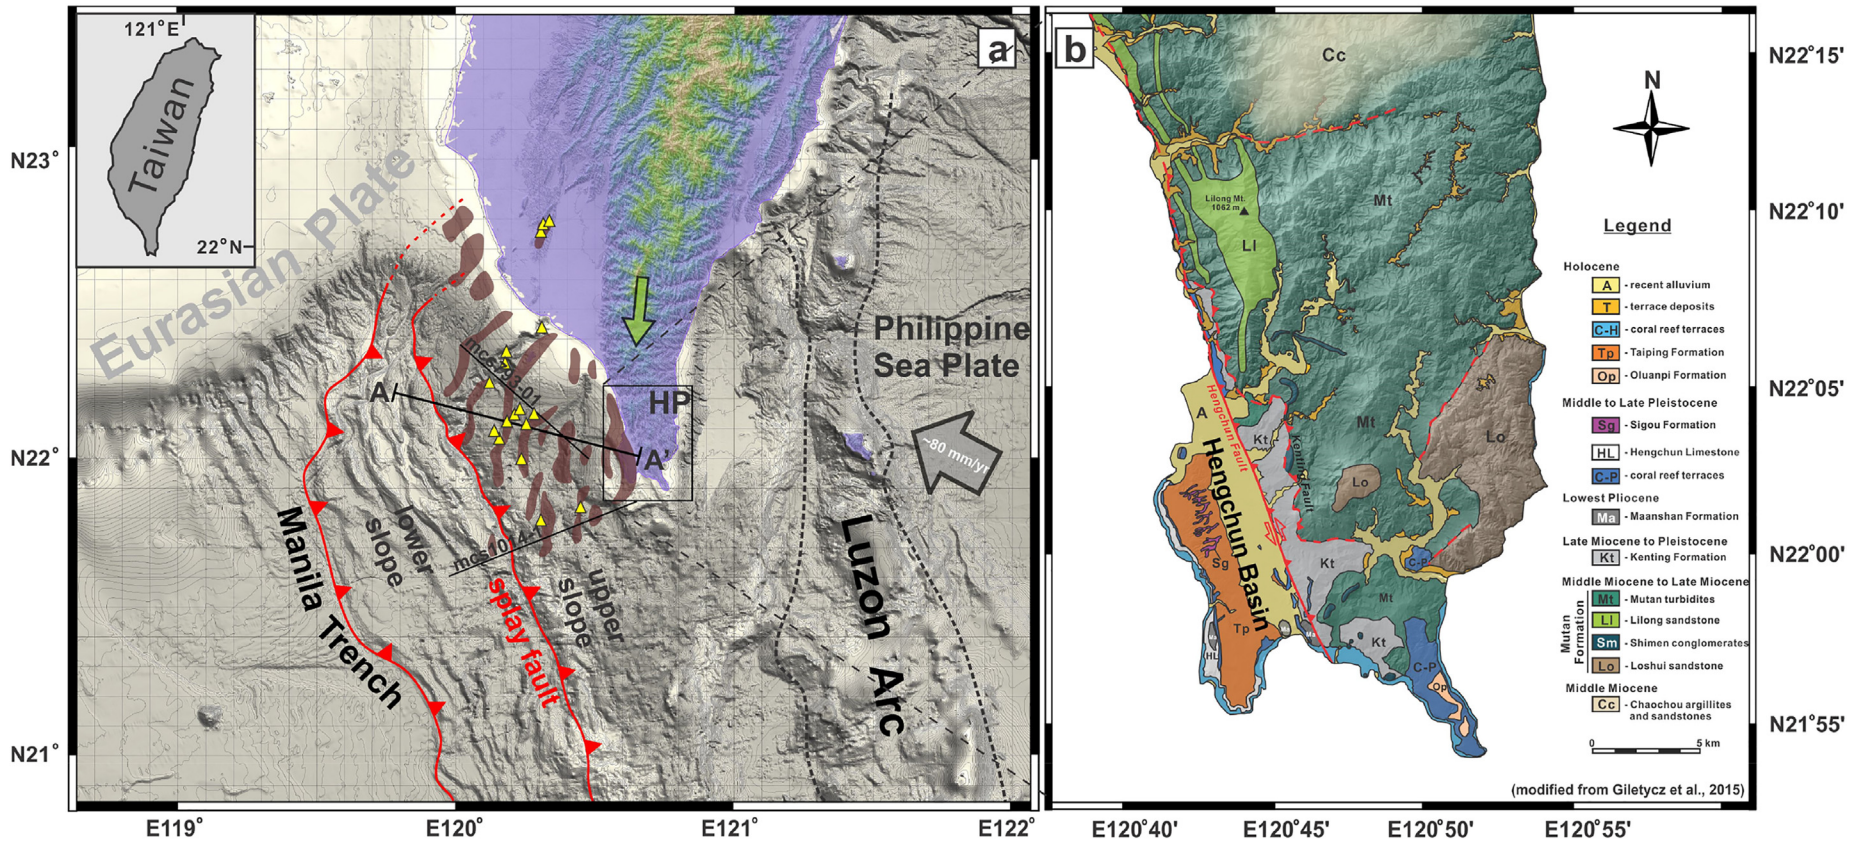 121°E
Taiwan
22°N
a
Eurasian Plate
Philippine
Sea Plate
~80 mm/yr
HP
A
A'
mcs1014-1
Manila Trench
lower
slope
splay fault
upper
slope
Luzon Arc
N23°
N22°
N21°
E119°
E120°
E121°
E122°
b
Cc
N
Mt
Lilong Mt.
1062 m
Ll
A
Hengchun Fault
Kt
Kenting Fault
Mt
Lo
Lo
Hengchun Basin
Sg
Kt
C-P
Mt
Tp
Kt
HL
C-P
Op
Legend
Holocene
A - recent alluvium
T - terrace deposits
C-H - coral reef terraces
Tp - Taiping Formation
Op - Oluanpi Formation
Middle to Late Pleistocene
Sg - Sigou Formation
HL - Hengchun Limestone
C-P - coral reef terraces
Lowest Pliocene
Ma - Maanshan Formation
Late Miocene to Pleistocene
Kt - Kenting Formation
Middle Miocene to Late Miocene
Mutan
Formation
Mt - Mutan turbidites
Ll - Lilong sandstone
Sm - Shimen conglomerates
Lo - Loshui sandstone
Middle Miocene
Cc - Chaochou argillites
and sandstones
0 5 km
(modified from Giletycz et al., 2015)
N22°15'
N22°10'
N22°05'
N22°00'
N21°55'
E120°40'
E120°45'
E120°50'
E120°55'